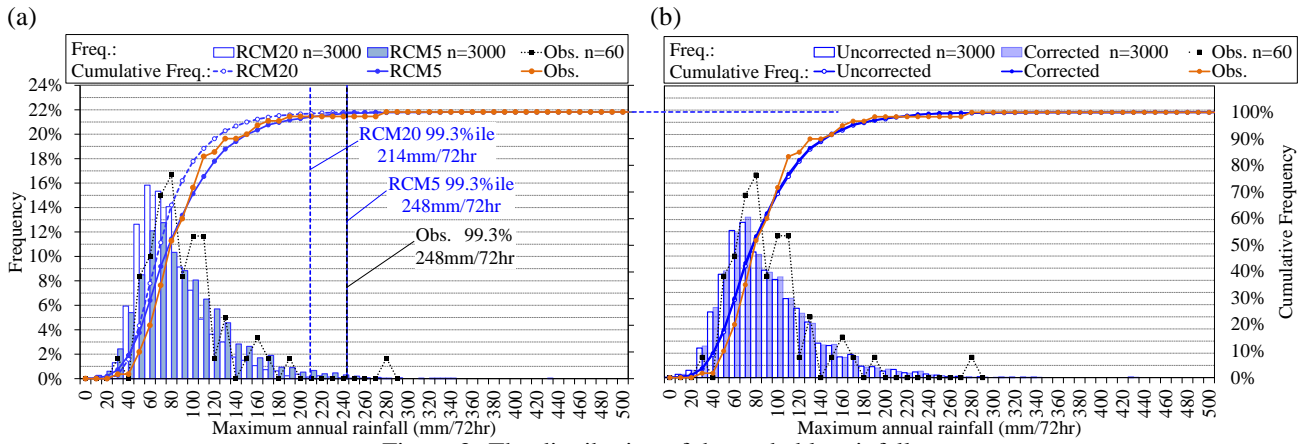 (a)
Freq.: RCM20 n=3000 RCM5 n=3000 Obs. n=60
Cumulative Freq.: RCM20 RCM5 Obs.
24%
22%
20%
18%
16%
14%
12%
10%
8%
6%
4%
2%
0%
Frequency
RCM20 99.3%ile
214mm/72hr
RCM5 99.3%ile
248mm/72hr
Obs. 99.3%
248mm/72hr
0 20 40 60 80 100 120 140 160 180 200 220 240 260 280 300 320 340 360 380 400 420 440 460 480 500
Maximum annual rainfall (mm/72hr)
(b)
Freq.: Uncorrected n=3000 Corrected n=3000 Obs. n=60
Cumulative Freq.: Uncorrected Corrected Obs.
100%
90%
80%
70%
60%
50%
40%
30%
20%
10%
0%
Cumulative Frequency
0 20 40 60 80 100 120 140 160 180 200 220 240 260 280 300 320 340 360 380 400 420 440 460 480 500
Maximum annual rainfall (mm/72hr)